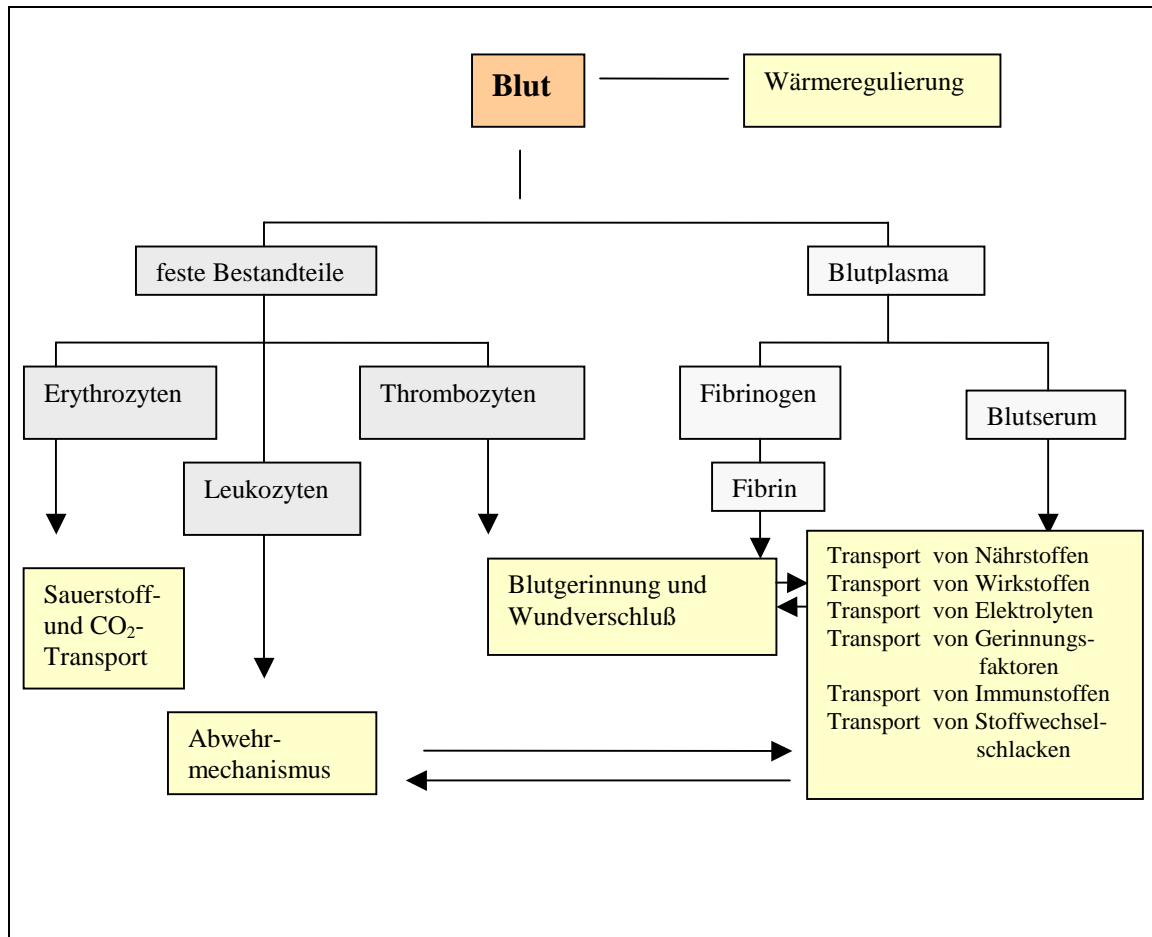 Blut
Wärmeregulierung
feste Bestandteile
Blutplasma
Erythrozyten
Thrombozyten
Fibrinogen
Blutserum
Leukozyten
Fibrin
Sauerstoff-
und CO₂-
Transport
Blutgerinnung und
Wundverschluß
Transport von Nährstoffen
Transport von Wirkstoffen
Transport von Elektrolyten
Transport von Gerinnungs-
faktoren
Transport von Immunstoffen
Transport von Stoffwechsel-
schlacken
Abwehr-
mechanismus